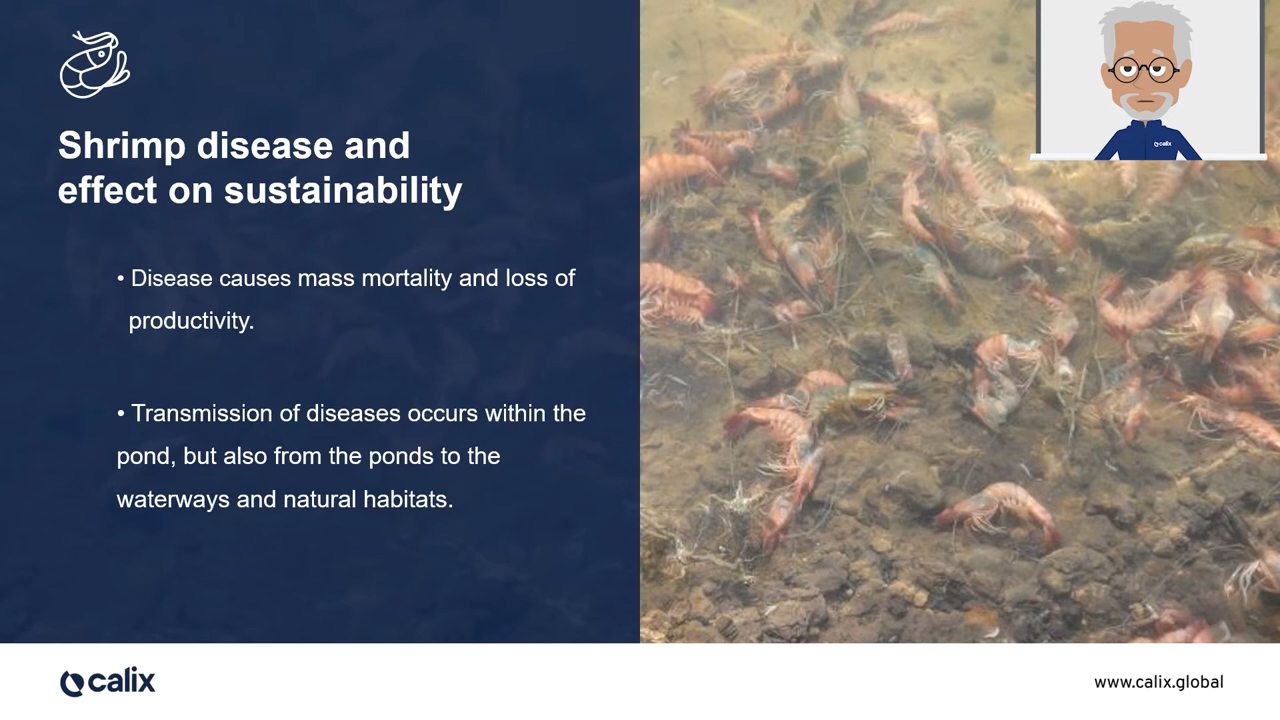 Shrimp disease and
effect on sustainability
• Disease causes mass mortality and loss of
productivity.
• Transmission of diseases occurs within the
pond, but also from the ponds to the
waterways and natural habitats.
calix
calix
www.calix.global